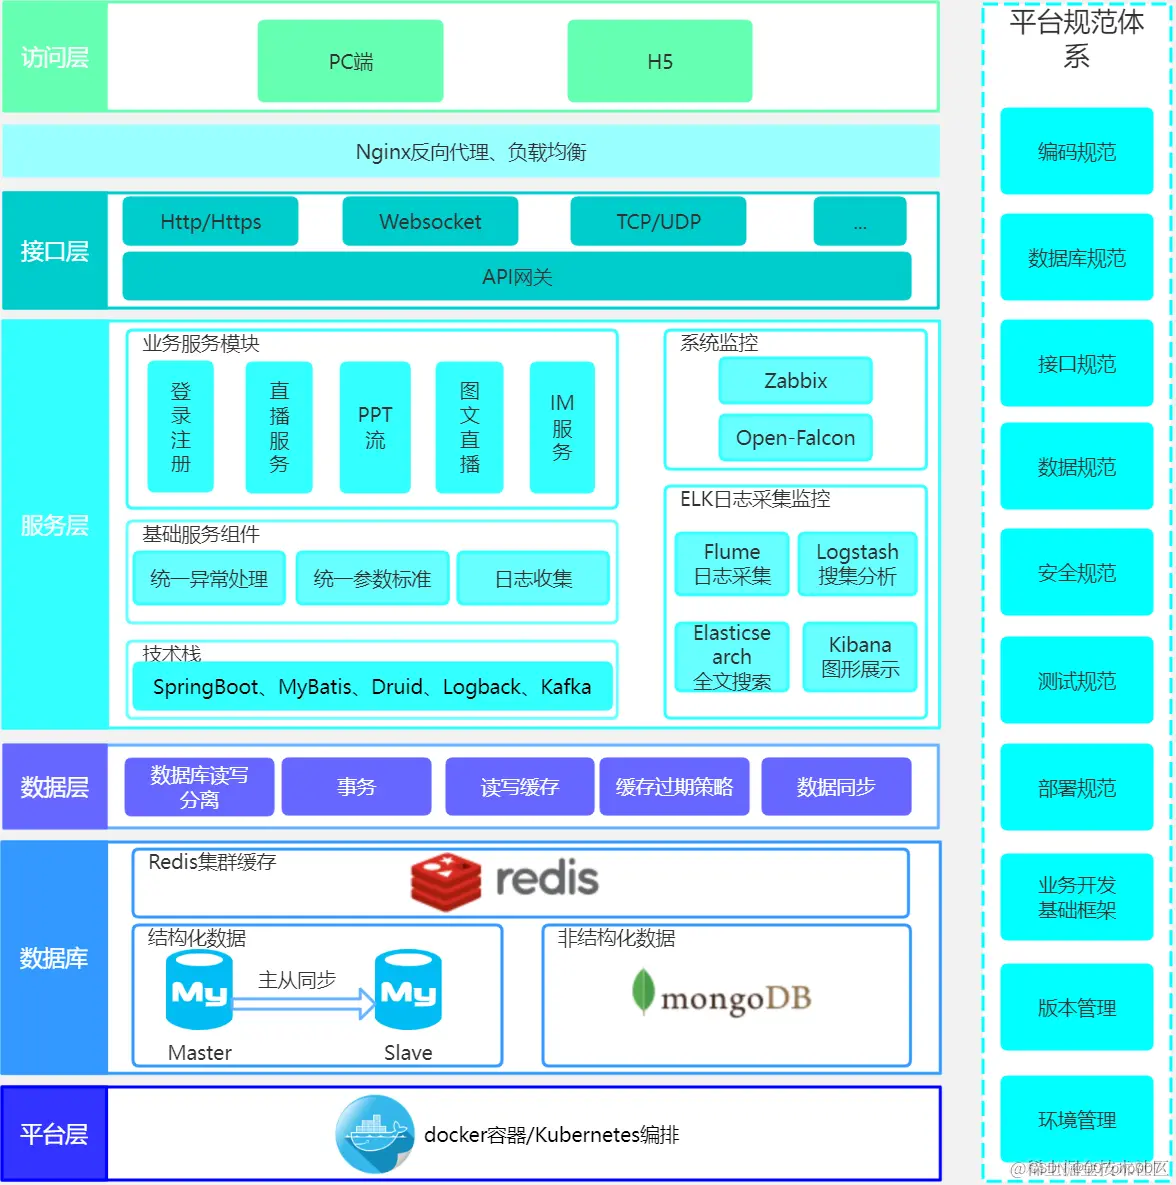 访问层
PC端
H5
Nginx反向代理、负载均衡
接口层
Http/Https
Websocket
TCP/UDP
...
API网关
服务层
业务服务模块
登
录
注
册
直
播
服
务
PPT
流
图
文
直
播
IM
服
务
基础服务组件
统一异常处理
统一参数标准
日志收集
技术栈
SpringBoot、MyBatis、Druid、Logback、Kafka
系统监控
Zabbix
Open-Falcon
ELK日志采集监控
Flume
日志采集
Logstash
搜集分析
Elasticse
arch
全文搜索
Kibana
图形展示
数据层
数据库读写
分离
事务
读写缓存
缓存过期策略
数据同步
数据库
Redis集群缓存
redis
结构化数据
My
主从同步
My
Master
Slave
非结构化数据
mongoDB
平台层
docker容器/Kubernetes编排
平台规范体
系
编码规范
数据库规范
接口规范
数据规范
安全规范
测试规范
部署规范
业务开发
基础框架
版本管理
环境管理
@稀土掘金技术社区